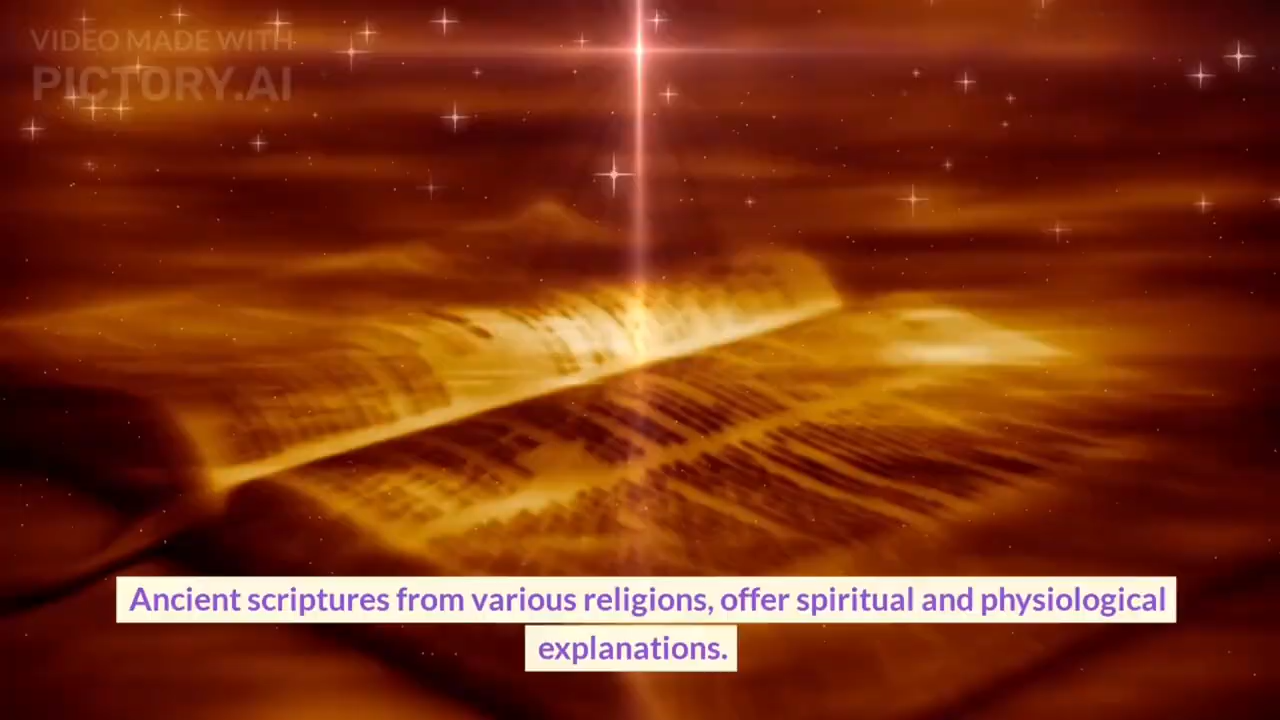 VIDEO MADE WITH
PICTORY.AI
Ancient scriptures from various religions, offer spiritual and physiological
explanations.